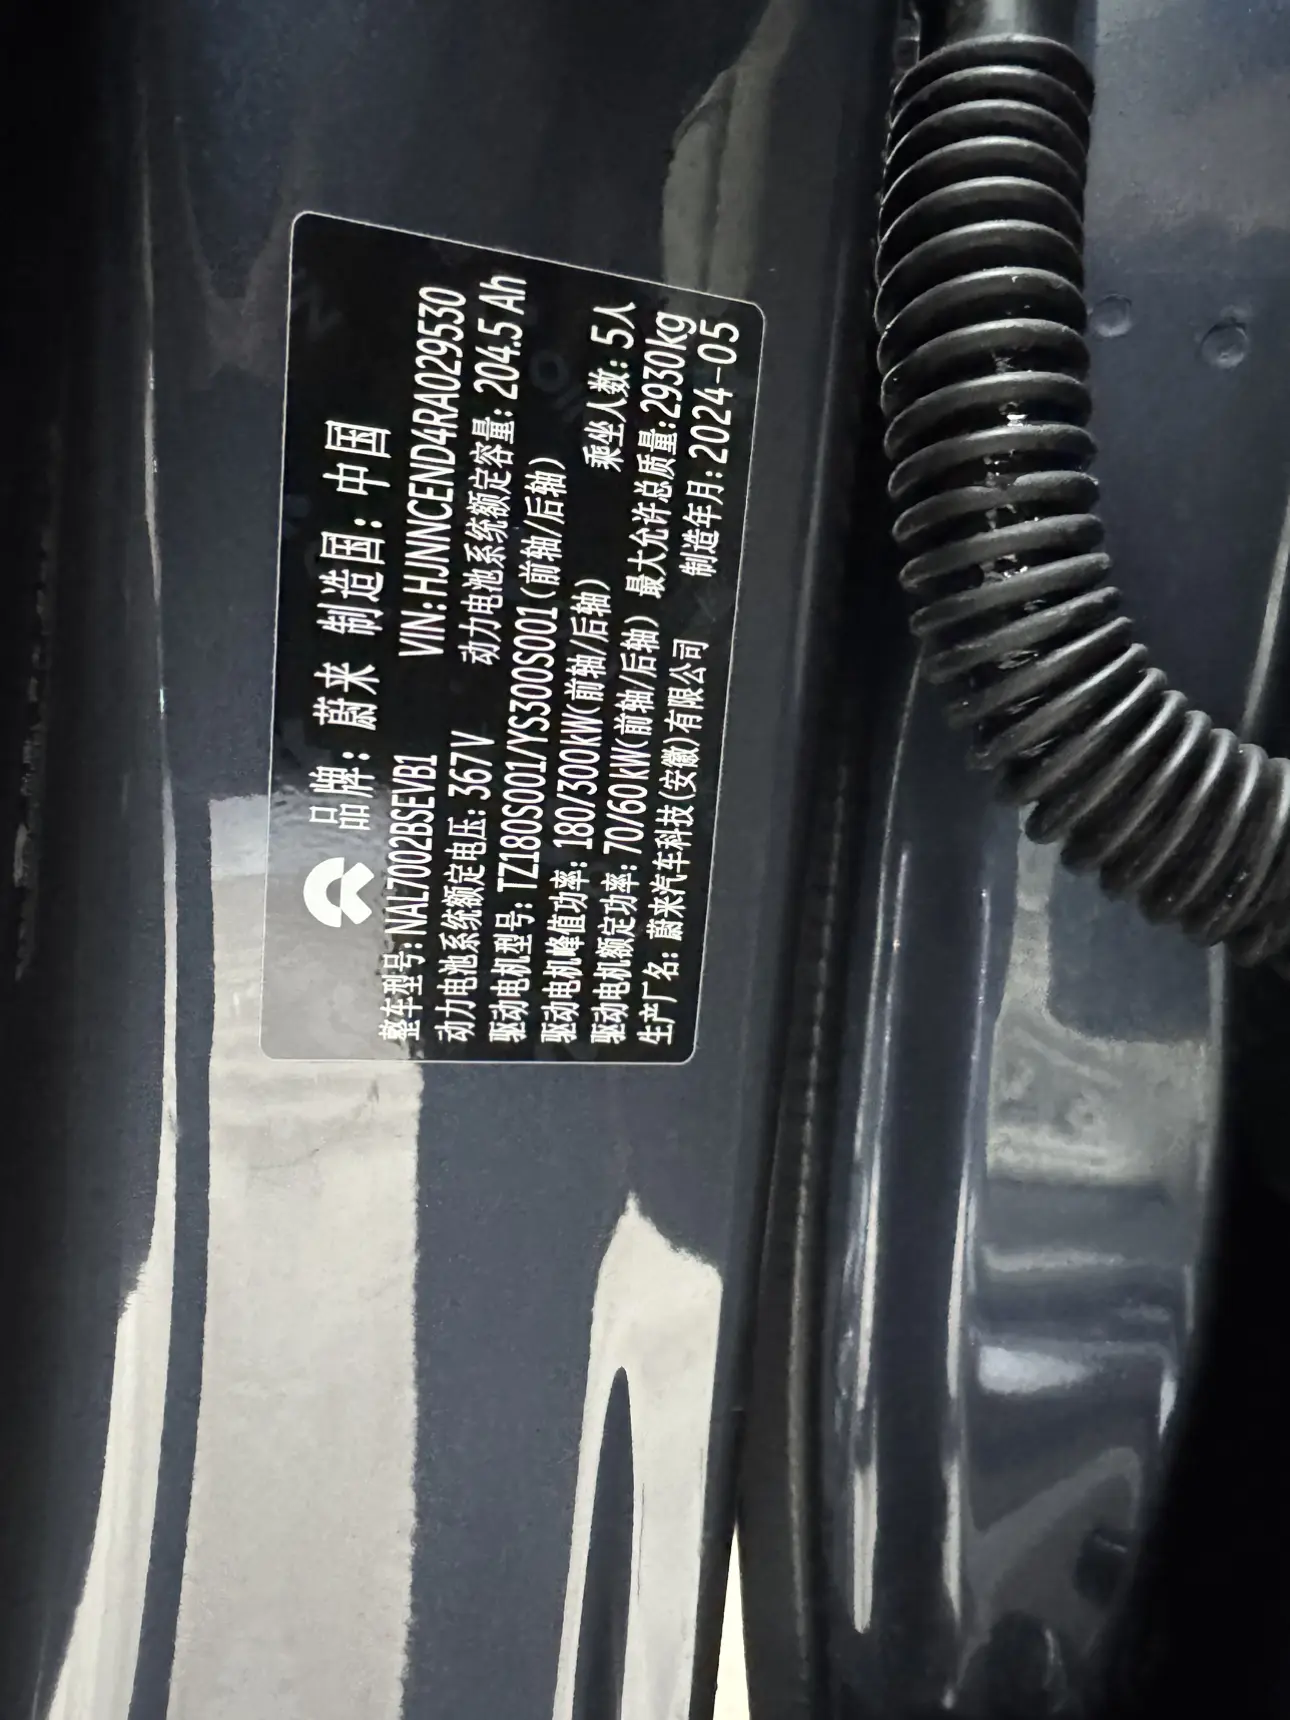 品牌：蔚来 制造国：中国
整车型号：NAL7002BSEVB1 VIN:HJNNCEND4RA029530
动力电池系统额定电压：367V 动力电池系统额定容量：204.5 Ah
驱动电机型号：TZ180S001/YS300S001(前轴/后轴)
驱动电机峰值功率：180/300kW(前轴/后轴) 乘坐人数：5人
驱动电机额定功率：70/60kW(前轴/后轴) 最大允许总质量：2930kg
生产厂名：蔚来汽车科技(安徽)有限公司 制造年月：2024-05